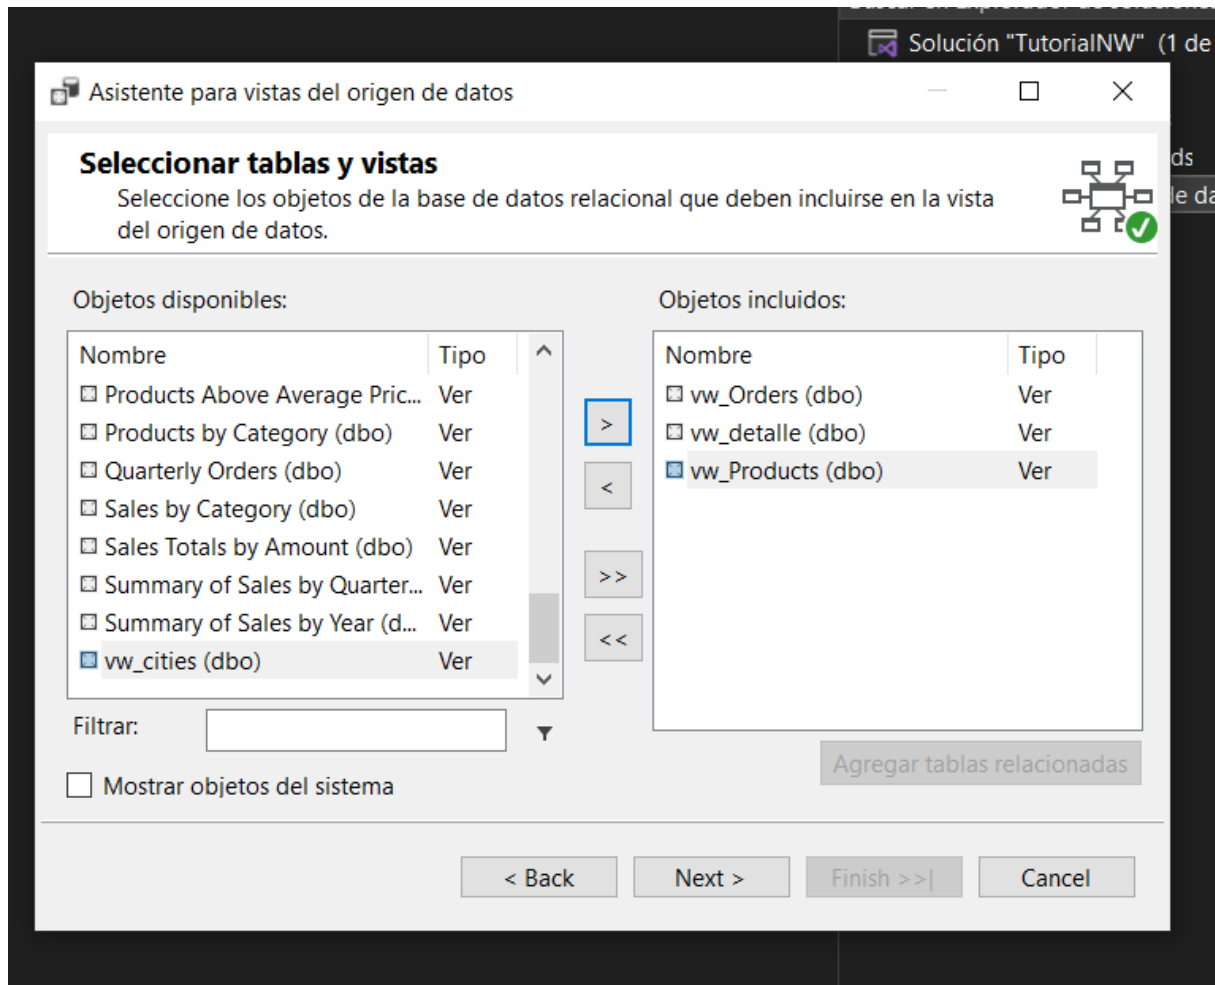 Solución "TutorialNW" (1 de
Asistente para vistas del origen de datos
Seleccionar tablas y vistas
Seleccione los objetos de la base de datos relacional que deben incluirse en la vista
del origen de datos.
ds
le da
Objetos disponibles:
Nombre Tipo
Products Above Average Pric... Ver
Products by Category (dbo) Ver
Quarterly Orders (dbo) Ver
Sales by Category (dbo) Ver
Sales Totals by Amount (dbo) Ver
Summary of Sales by Quarter... Ver
Summary of Sales by Year (d... Ver
vw_cities (dbo) Ver
Filtrar:
Mostrar objetos del sistema
>
<
>>
<<
Objetos incluidos:
Nombre Tipo
vw_Orders (dbo) Ver
vw_detalle (dbo) Ver
vw_Products (dbo) Ver
Agregar tablas relacionadas
< Back Next > Finish >>| Cancel